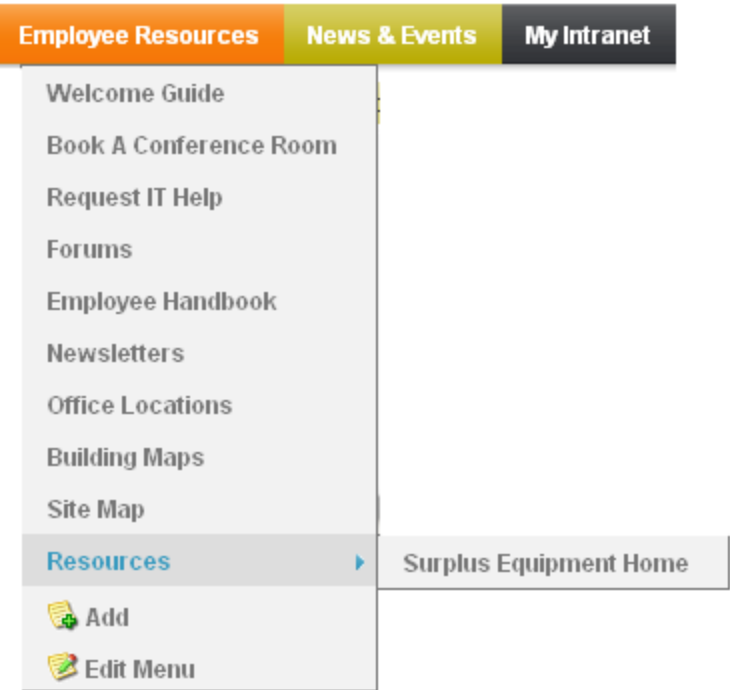 Employee Resources News & Events My Intranet
Welcome Guide
Book A Conference Room
Request IT Help
Forums
Employee Handbook
Newsletters
Office Locations
Building Maps
Site Map
Resources Surplus Equipment Home
Add
Edit Menu